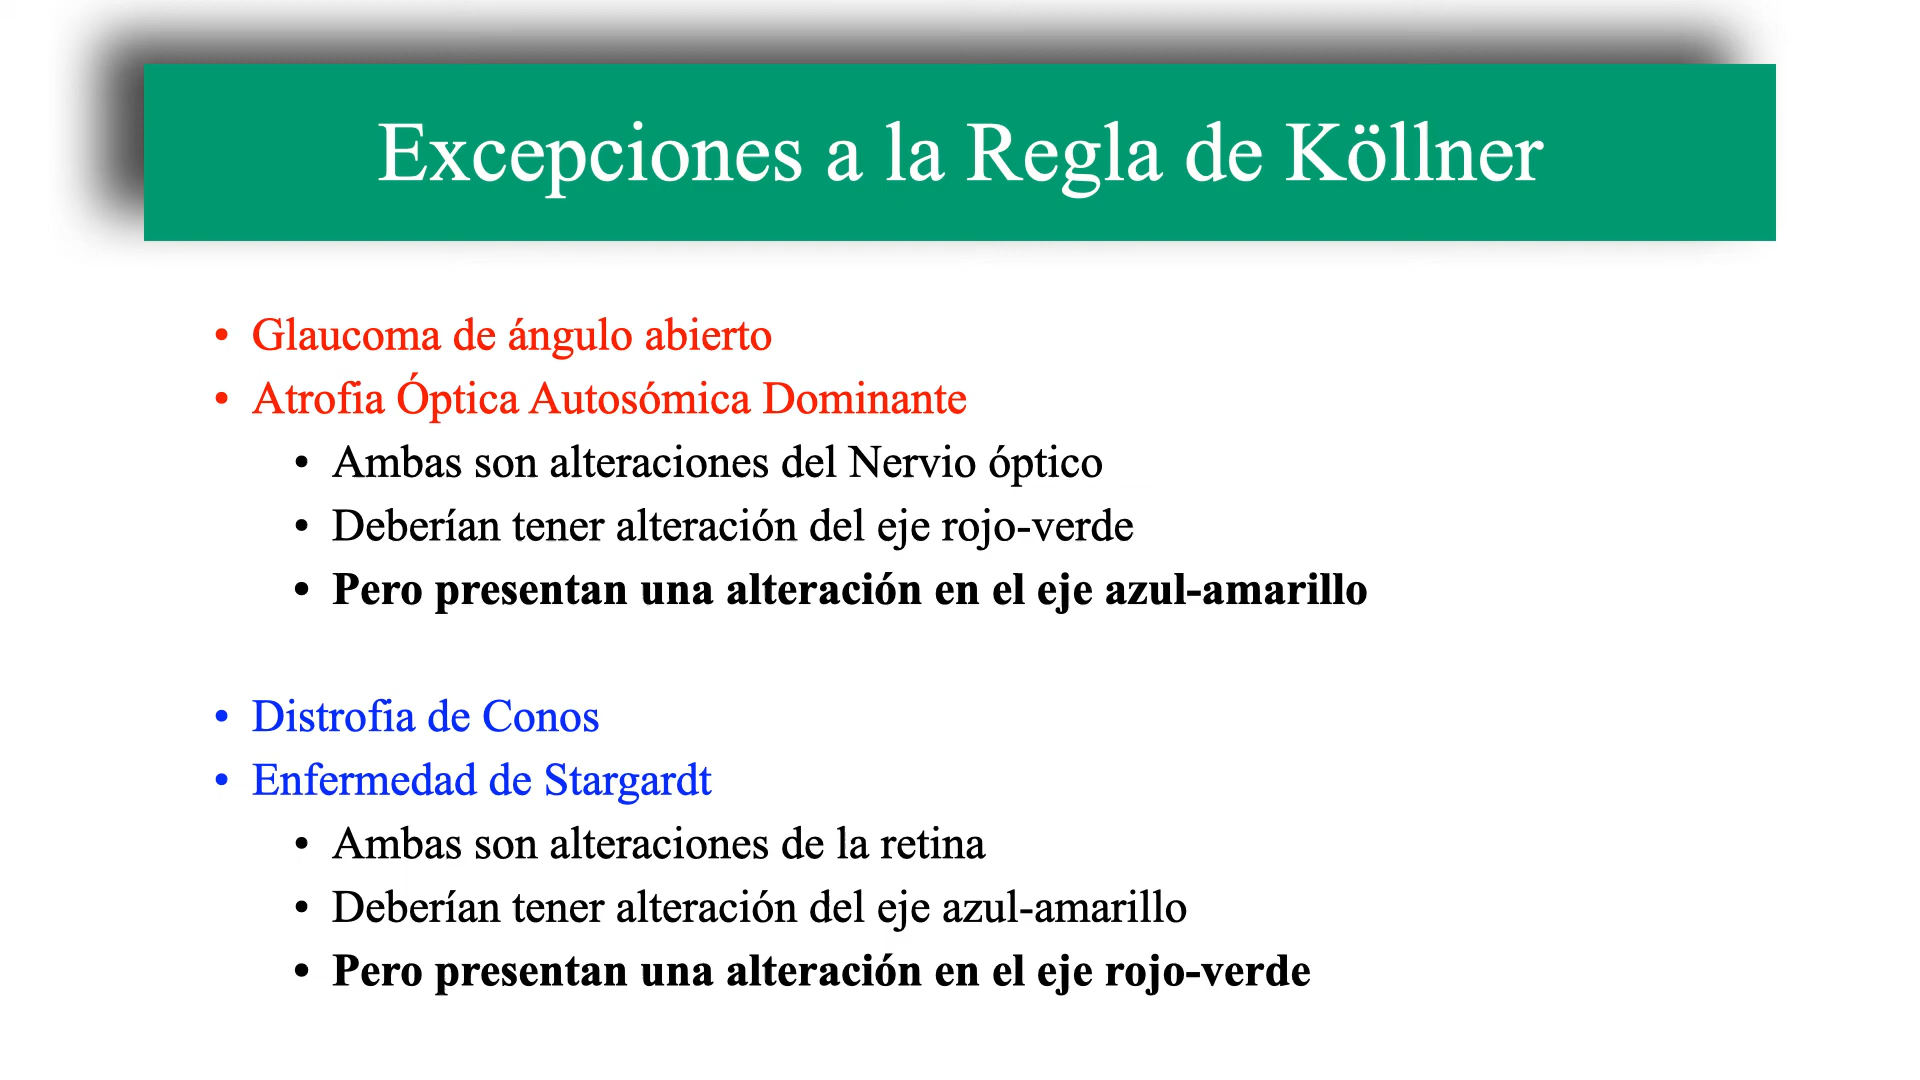 Excepciones a la Regla de Köllner
• Glaucoma de ángulo abierto
• Atrofia Óptica Autosómica Dominante
• Ambas son alteraciones del Nervio óptico
• Deberían tener alteración del eje rojo-verde
• Pero presentan una alteración en el eje azul-amarillo
• Distrofia de Conos
• Enfermedad de Stargardt
• Ambas son alteraciones de la retina
• Deberían tener alteración del eje azul-amarillo
• Pero presentan una alteración en el eje rojo-verde